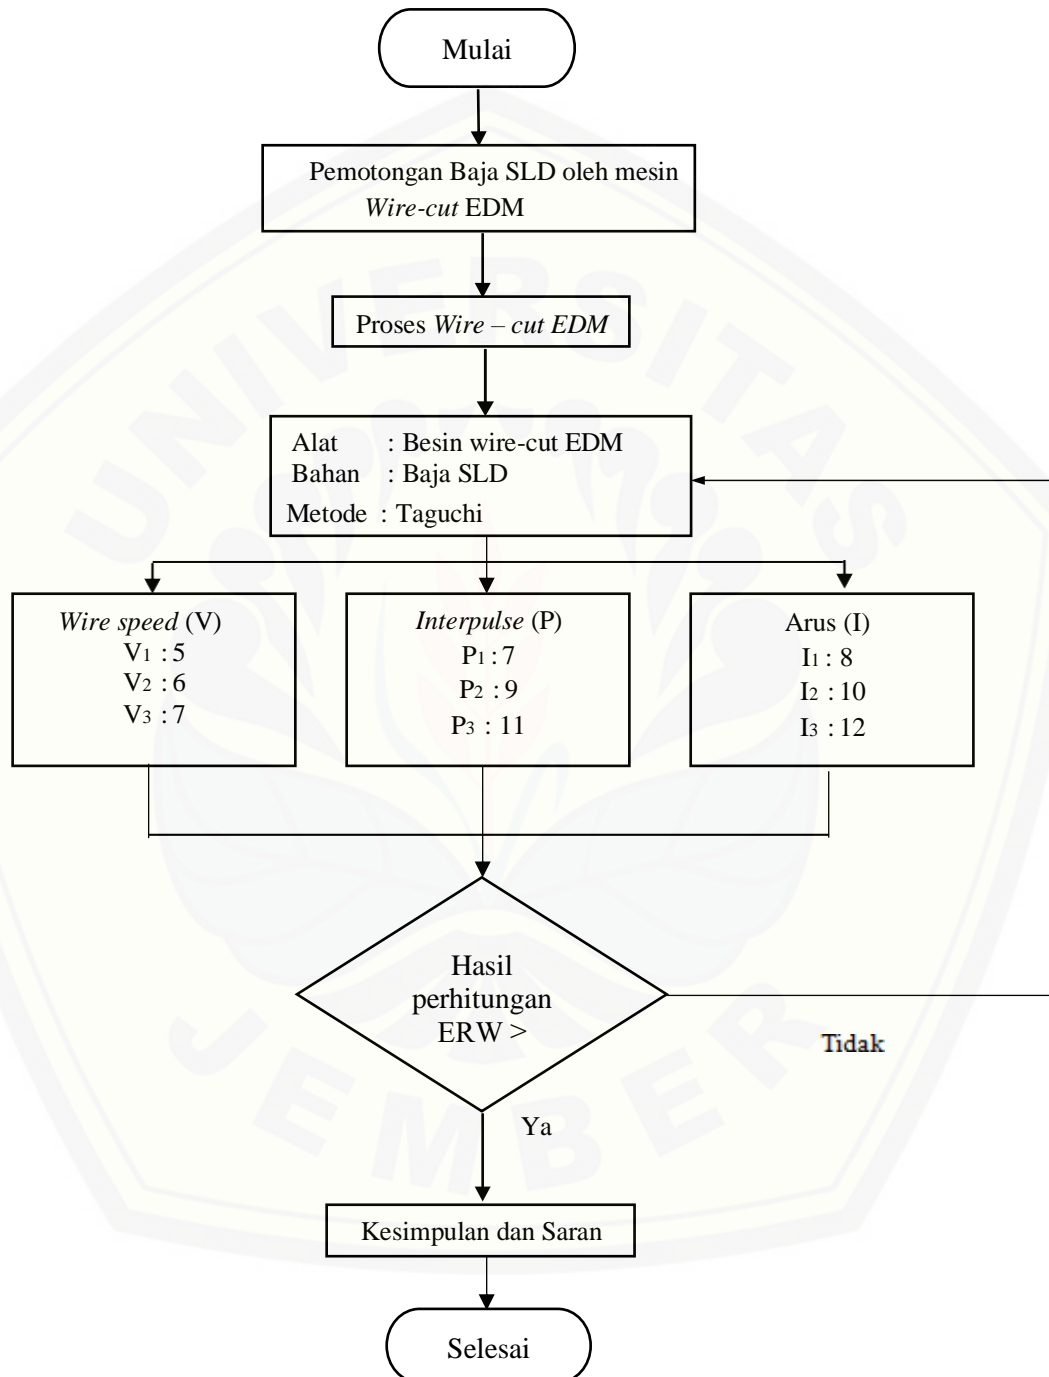 Mulai
Pemotongan Baja SLD oleh mesin
Wire-cut EDM
Proses Wire – cut EDM
Alat : Besin wire-cut EDM
Bahan : Baja SLD
Metode : Taguchi
Wire speed (V)
V1 : 5
V2 : 6
V3 : 7
Interpulse (P)
P1 : 7
P2 : 9
P3 : 11
Arus (I)
I1 : 8
I2 : 10
I3 : 12
Hasil
perhitungan
ERW >
Tidak
Ya
Kesimpulan dan Saran
Selesai
UNIVERSITAS
JEMBER